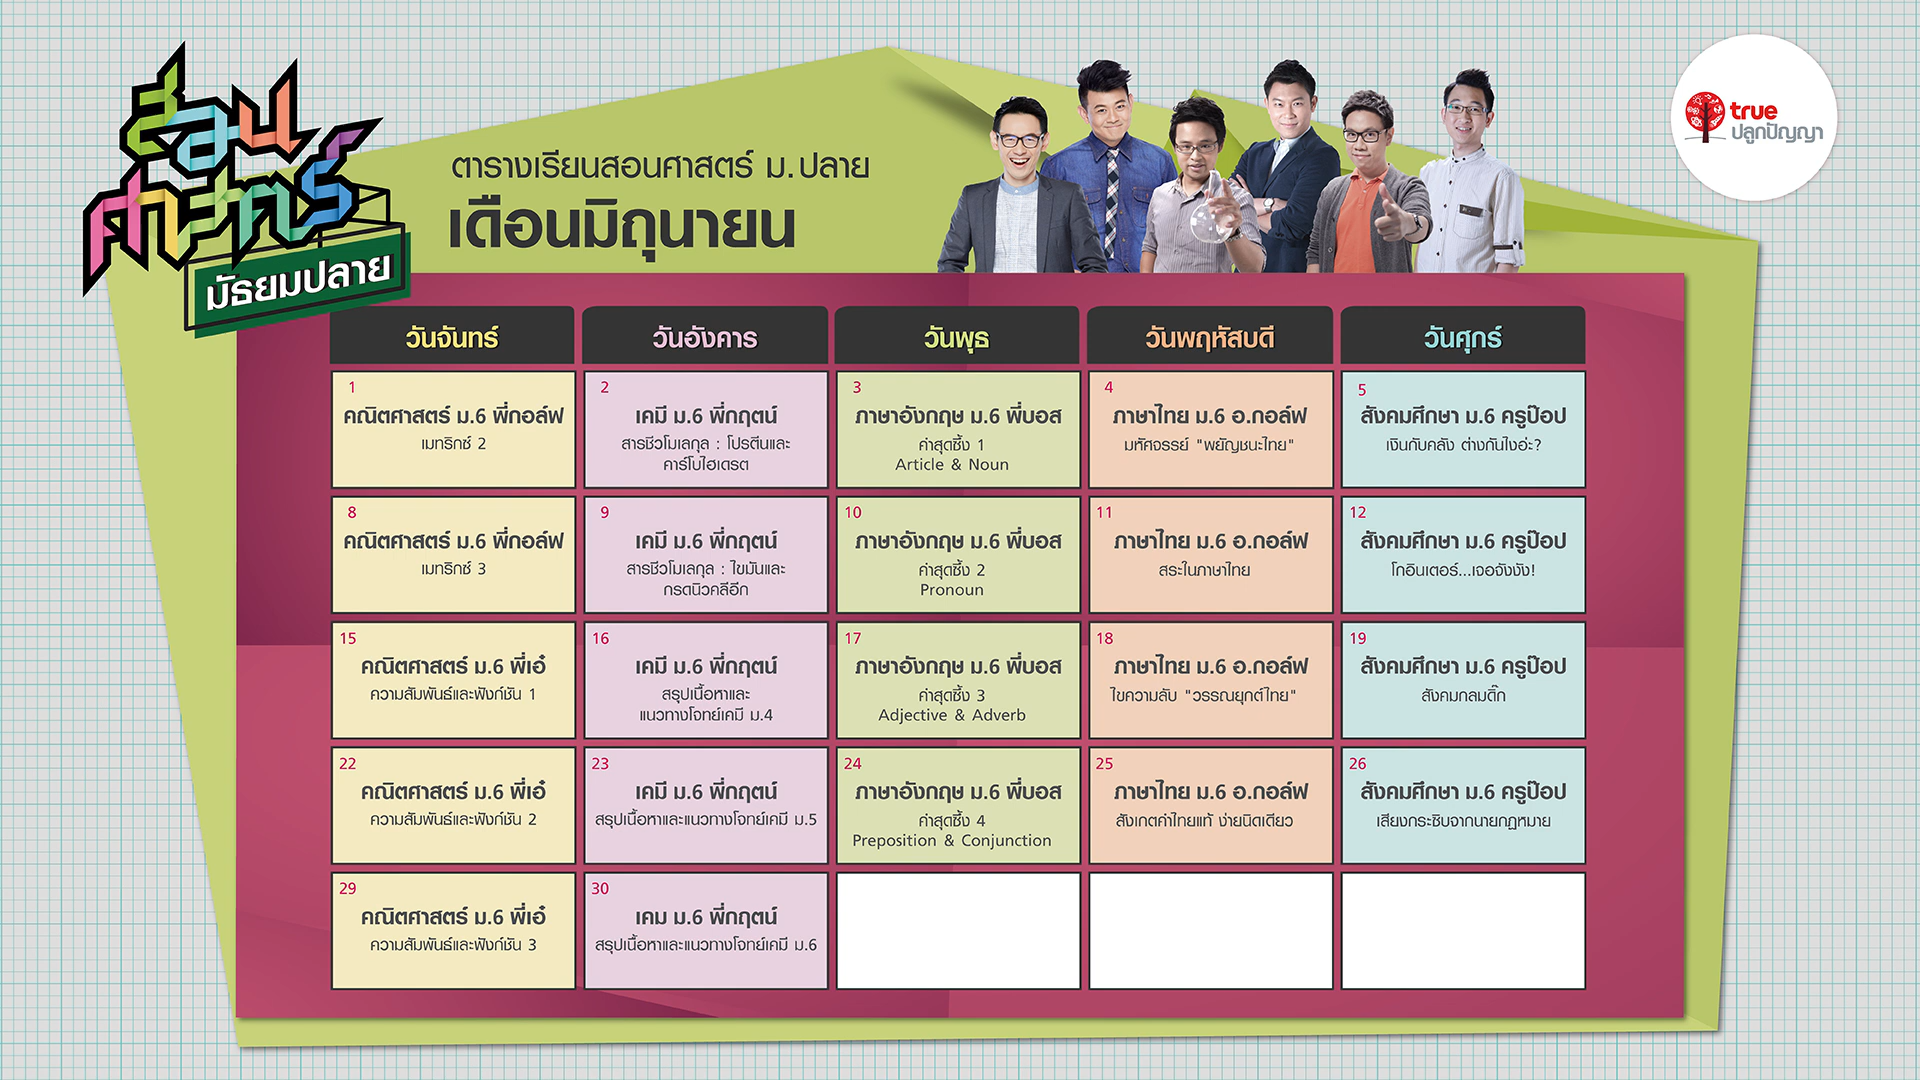 สอน
ศาสตร์
มัธยมปลาย
ตารางเรียนสอนศาสตร์ ม.ปลาย
เดือนมิถุนายน
true
ปลูกปัญญา
วันจันทร์
วันอังคาร
วันพุธ
วันพฤหัสบดี
วันศุกร์
1
คณิตศาสตร์ ม.6 พี่กอล์ฟ
เมทริกซ์ 2
2
เคมี ม.6 พี่กฤตน์
สารชีวโมเลกุล : โปรตีนและ
คาร์โบไฮเดรต
3
ภาษาอังกฤษ ม.6 พี่บอส
ค่าสุดซึ้ง 1
Article & Noun
4
ภาษาไทย ม.6 อ.กอล์ฟ
มหัศจรรย์ "พยัญชนะไทย"
5
สังคมศึกษา ม.6 ครูป๊อป
เงินกับคลัง ต่างกันไงอ่ะ?
8
คณิตศาสตร์ ม.6 พี่กอล์ฟ
เมทริกซ์ 3
9
เคมี ม.6 พี่กฤตน์
สารชีวโมเลกุล : ไขมันและ
กรดนิวคลีอีก
10
ภาษาอังกฤษ ม.6 พี่บอส
ค่าสุดซึ้ง 2
Pronoun
11
ภาษาไทย ม.6 อ.กอล์ฟ
สระในภาษาไทย
12
สังคมศึกษา ม.6 ครูป๊อป
โกอินเตอร์...เจอจังงัง!
15
คณิตศาสตร์ ม.6 พี่เอ๋
ความสัมพันธ์และฟังก์ชัน 1
16
เคมี ม.6 พี่กฤตน์
สรุปเนื้อหาและ
แนวทางโจทย์เคมี ม.4
17
ภาษาอังกฤษ ม.6 พี่บอส
ค่าสุดซึ้ง 3
Adjective & Adverb
18
ภาษาไทย ม.6 อ.กอล์ฟ
ไขความลับ "วรรณยุกต์ไทย"
19
สังคมศึกษา ม.6 ครูป๊อป
สังคมกลมดิ๊ก
22
คณิตศาสตร์ ม.6 พี่เอ๋
ความสัมพันธ์และฟังก์ชัน 2
23
เคมี ม.6 พี่กฤตน์
สรุปเนื้อหาและแนวทางโจทย์เคมี ม.5
24
ภาษาอังกฤษ ม.6 พี่บอส
ค่าสุดซึ้ง 4
Preposition & Conjunction
25
ภาษาไทย ม.6 อ.กอล์ฟ
สังเกตคำไทยแท้ ง่ายนิดเดียว
26
สังคมศึกษา ม.6 ครูป๊อป
เสียงกระซิบจากนายกฎหมาย
29
คณิตศาสตร์ ม.6 พี่เอ๋
ความสัมพันธ์และฟังก์ชัน 3
30
เคม ม.6 พี่กฤตน์
สรุปเนื้อหาและแนวทางโจทย์เคมี ม.6